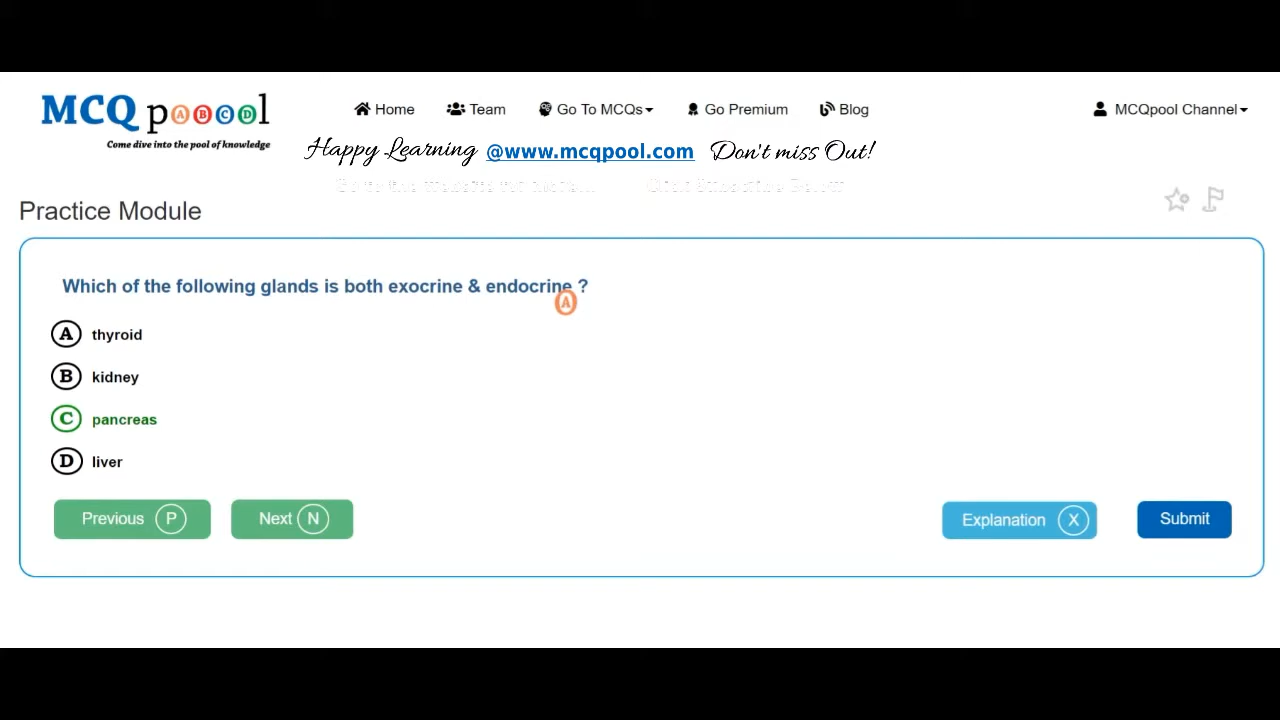 MCQ pABCDl
Come dive into the pool of knowledge
Home Team Go To MCQs Go Premium Blog MCQpool Channel
Happy Learning @www.mcqpool.com Don't miss Out!
Practice Module
Which of the following glands is both exocrine & endocrine ?
A
A thyroid
B kidney
C pancreas
D liver
Previous P Next N Explanation X Submit